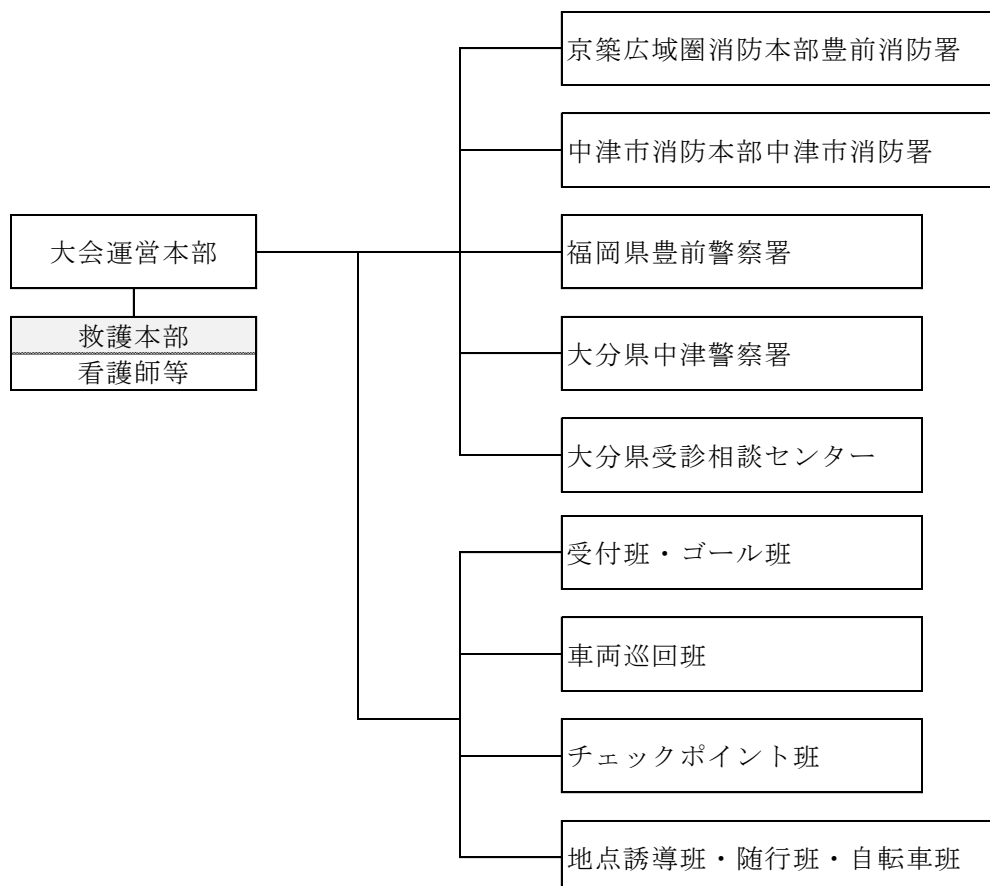 京築広域圏消防本部豊前消防署
中津市消防本部中津市消防署
大会運営本部
福岡県豊前警察署
救護本部
看護師等
大分県中津警察署
大分県受診相談センター
受付班・ゴール班
車両巡回班
チェックポイント班
地点誘導班・随行班・自転車班